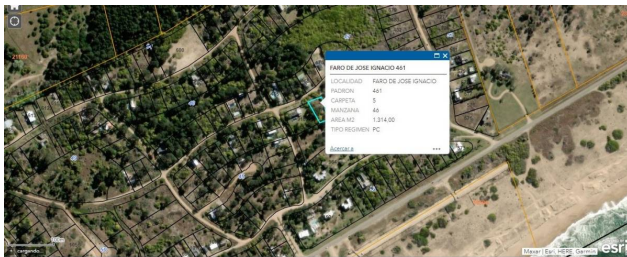 FARO DE JOSE IGNACIO 461
LOCALIDAD FARO DE JOSE IGNACIO
PADRON 461
CARPETA 5
MANZANA 46
AREA M2 1.314,00
TIPO REGIMEN PC
Acercar a
...
100m
cargando...
Maxar | Esri, HERE, Garmin
esri